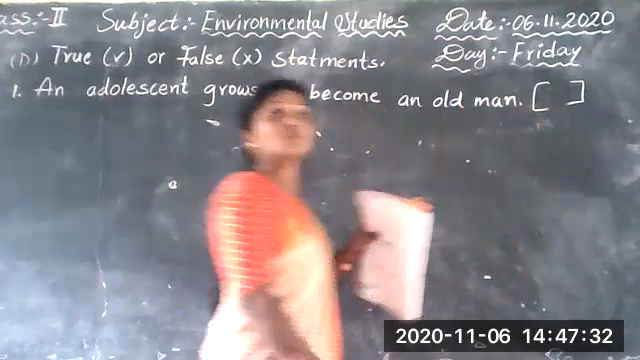 ass:- II Subject:- Environmental Studies Date:-06.11.2020
(D) True (v) or False (x) Statments. Day:- Friday
1. An adolescent grows become an old man. [ ]
2020-11-06 14:47:32